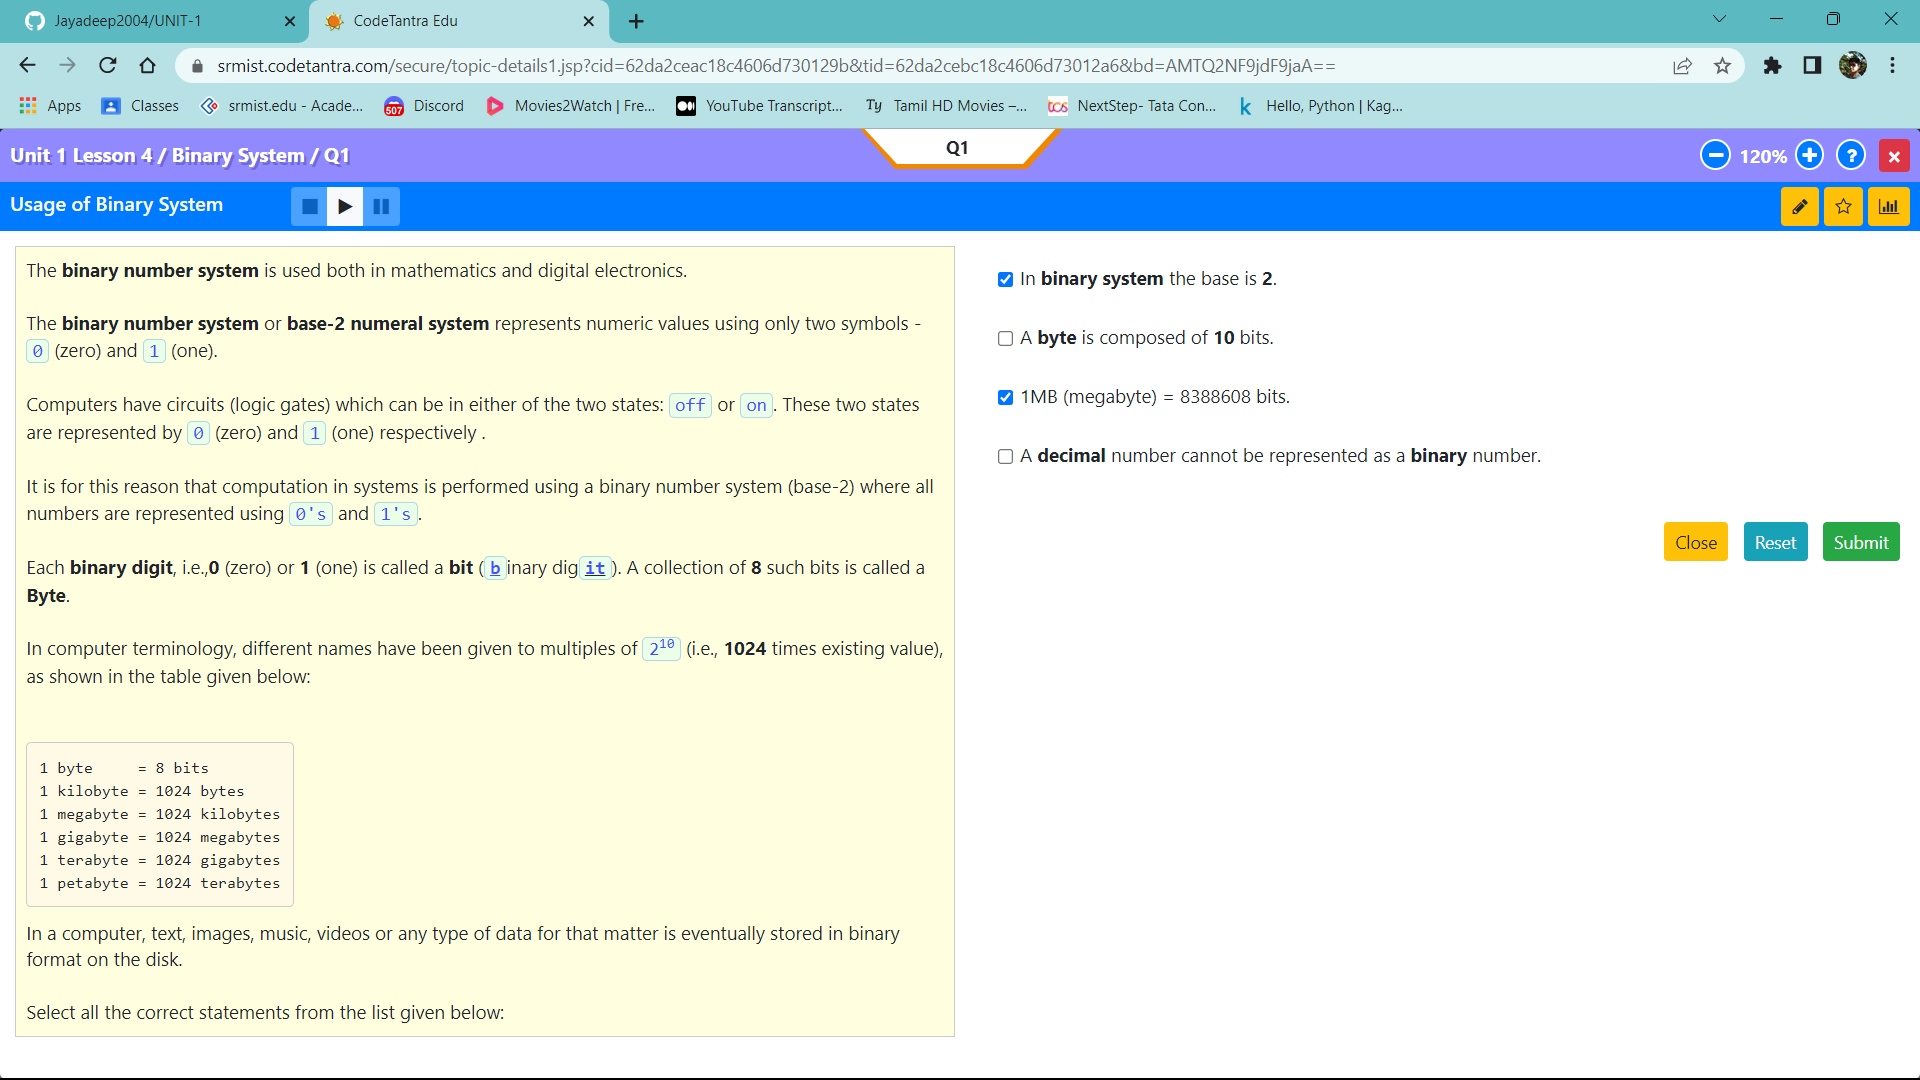 Jayadeep2004/UNIT-1
CodeTantra Edu
srmist.codetantra.com/secure/topic-details1.jsp?cid=62da2ceac18c4606d730129b&tid=62da2cebc18c4606d73012a6&bd=AMTQ2NF9jdF9jaA==
Apps Classes srmist.edu - Acade... 507 Discord Movies2Watch | Fre... YouTube Transcript... Ty Tamil HD Movies –... tcs NextStep- Tata Con... k Hello, Python | Kag...
Unit 1 Lesson 4 / Binary System / Q1
Q1
120% ?
Usage of Binary System
The binary number system is used both in mathematics and digital electronics.
The binary number system or base-2 numeral system represents numeric values using only two symbols -
0 (zero) and 1 (one).
Computers have circuits (logic gates) which can be in either of the two states: off or on. These two states
are represented by 0 (zero) and 1 (one) respectively .
It is for this reason that computation in systems is performed using a binary number system (base-2) where all
numbers are represented using 0's and 1's.
Each binary digit, i.e.,0 (zero) or 1 (one) is called a bit (binary digit). A collection of 8 such bits is called a
Byte.
In computer terminology, different names have been given to multiples of 2¹⁰ (i.e., 1024 times existing value),
as shown in the table given below:
1 byte     = 8 bits
1 kilobyte = 1024 bytes
1 megabyte = 1024 kilobytes
1 gigabyte = 1024 megabytes
1 terabyte = 1024 gigabytes
1 petabyte = 1024 terabytes
In a computer, text, images, music, videos or any type of data for that matter is eventually stored in binary
format on the disk.
Select all the correct statements from the list given below:
In binary system the base is 2.
A byte is composed of 10 bits.
1MB (megabyte) = 8388608 bits.
A decimal number cannot be represented as a binary number.
Close Reset Submit